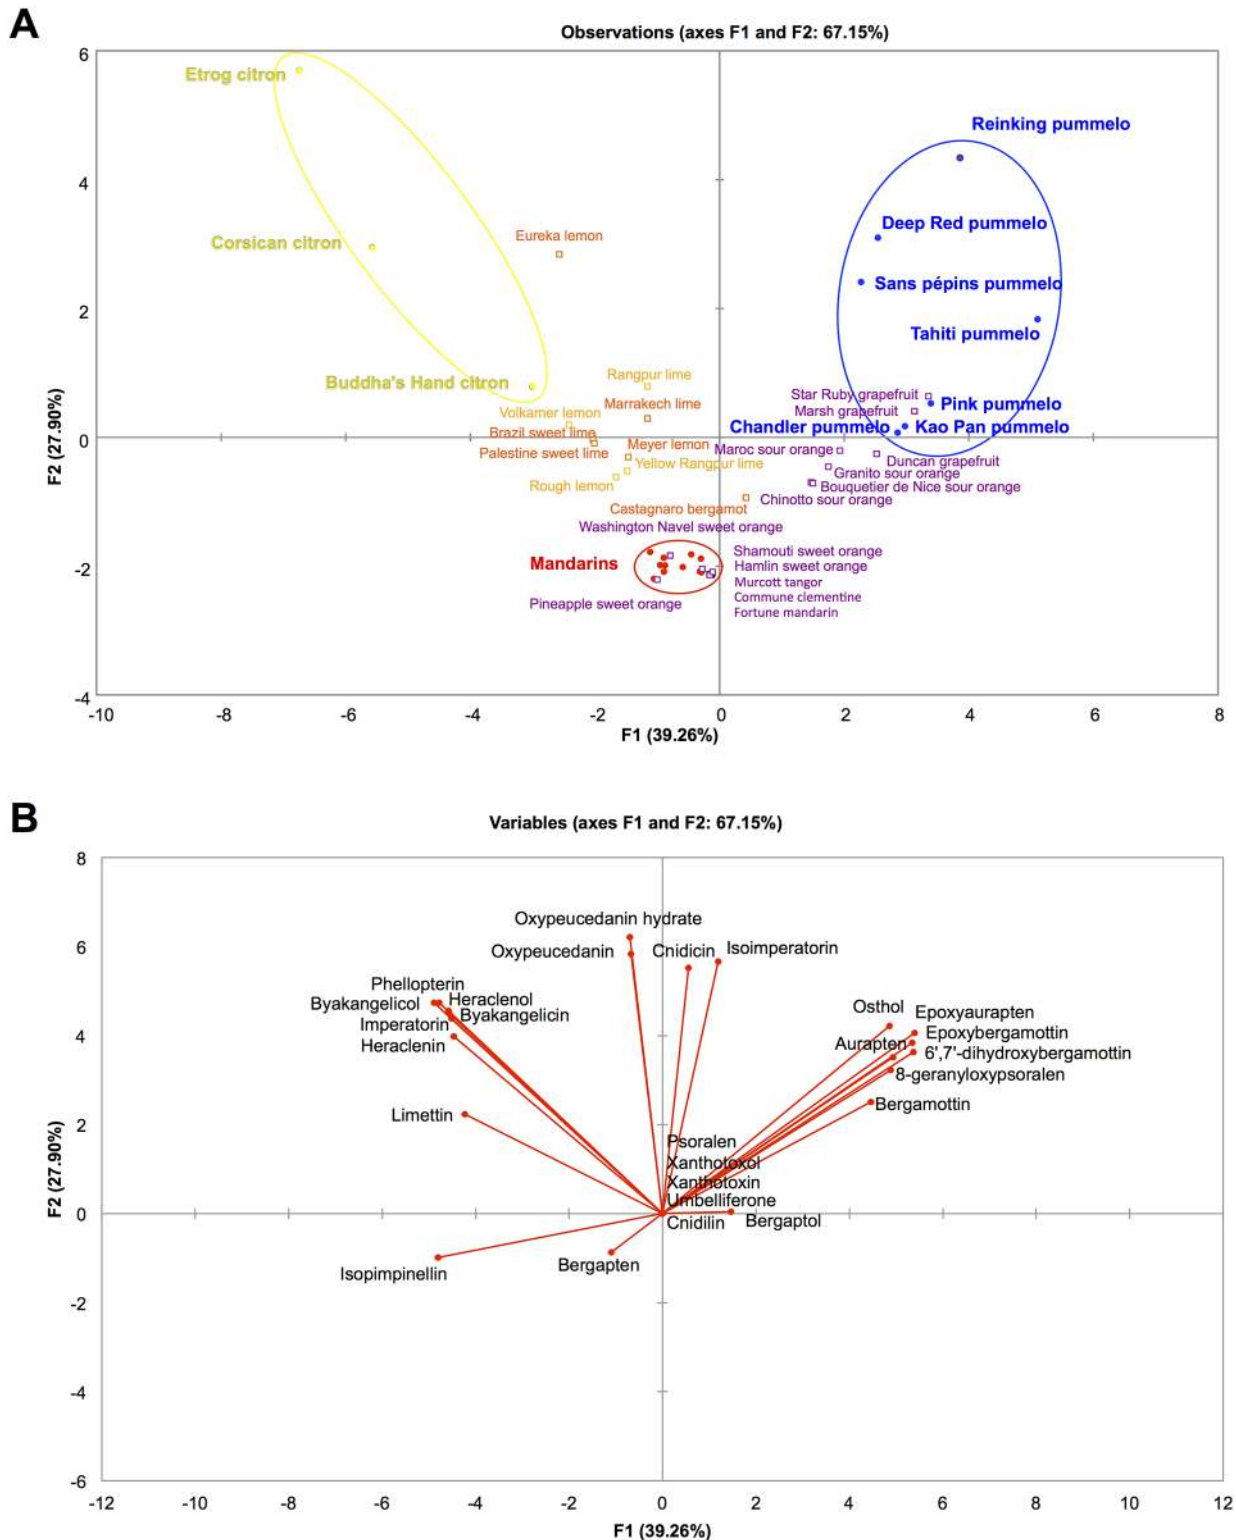 A
Observations (axes F1 and F2: 67.15%)
6
Etrog citron
Reinking pummelo
4
Deep Red pummelo
Corsican citron
Eureka lemon
Sans pépins pummelo
2
Tahiti pummelo
Buddha's Hand citron
Rangpur lime
Star Ruby grapefruit
Marrakech lime
Pink pummelo
Volkamer lemon
Marsh grapefruit
Chandler pummelo
Kao Pan pummelo
Brazil sweet lime
0
Meyer lemon
Maroc sour orange
Palestine sweet lime
Duncan grapefruit
Yellow Rangpur lime
Granito sour orange
Rough lemon
Bouquetier de Nice sour orange
Chinotto sour orange
Castagnaro bergamot
Washington Navel sweet orange
Mandarins
Shamouti sweet orange
Hamlin sweet orange
-2
Murcott tangor
Commune clementine
Pineapple sweet orange
Fortune mandarin
-4
F2 (27.90%)
-10 -8 -6 -4 -2 0 2 4 6 8
F1 (39.26%)
B
Variables (axes F1 and F2: 67.15%)
8
Oxypeucedanin hydrate
6
Oxypeucedanin
Cnidicin
Isoimperatorin
Phellopterin
Byakangelicol
Heraclenol
Osthol
Epoxyaurapten
Byakangelicin
Imperatorin
Epoxybergamottin
4
Heraclenin
Aurapten
6',7'-dihydroxybergamottin
8-geranyloxypsoralen
Limettin
Bergamottin
2
Psoralen
Xanthotoxol
Xanthotoxin
Umbelliferone
0
Cnidilin
Bergaptol
Bergapten
Isopimpinellin
-2
-4
-6
F2 (27.90%)
-12 -10 -8 -6 -4 -2 0 2 4 6 8 10 12
F1 (39.26%)